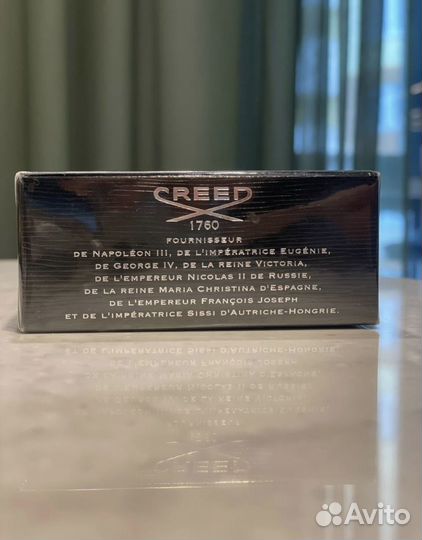 CREED
1760
FOURNISSEUR
DE NAPOLÉON III, DE L'IMPÉRATRICE EUGÉNIE,
DE GEORGE IV, DE LA REINE VICTORIA,
DE L'EMPEREUR NICOLAS II DE RUSSIE,
DE LA REINE MARIA CHRISTINA D'ESPAGNE,
DE L'EMPEREUR FRANÇOIS JOSEPH
ET DE L'IMPÉRATRICE SISSI D'AUTRICHE-HONGRIE.
Avito